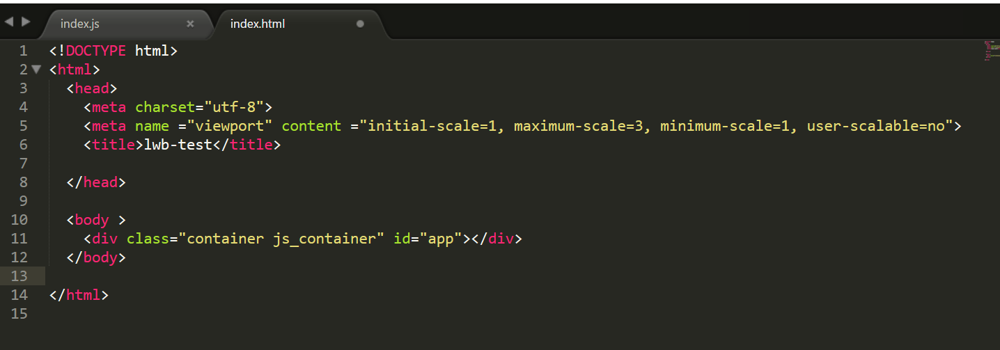 index.js × index.html
1 <!DOCTYPE html>
2 <html>
3 <head>
4 <meta charset="utf-8">
5 <meta name ="viewport" content ="initial-scale=1, maximum-scale=3, minimum-scale=1, user-scalable=no">
6 <title>lwb-test</title>
7
8 </head>
9
10 <body >
11 <div class="container js_container" id="app"></div>
12 </body>
13
14 </html>
15